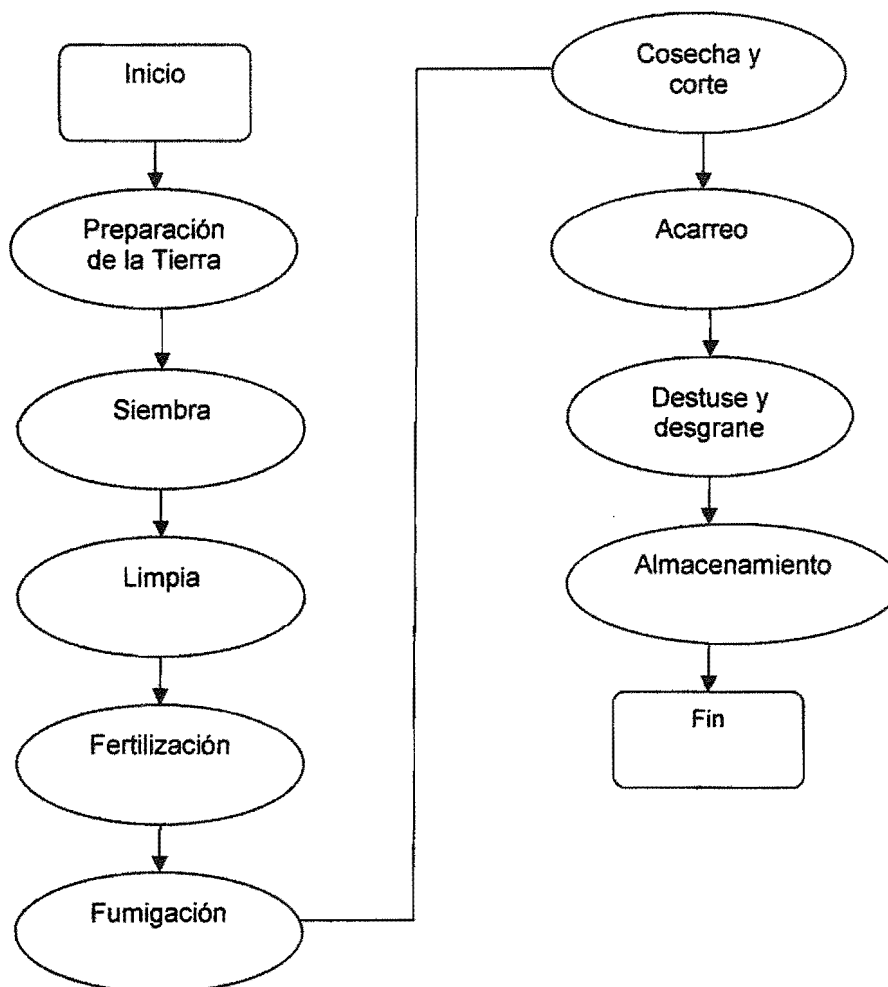 Inicio
Preparación
de la Tierra
Siembra
Limpia
Fertilización
Fumigación
Cosecha y
corte
Acarreo
Destuse y
desgrane
Almacenamiento
Fin